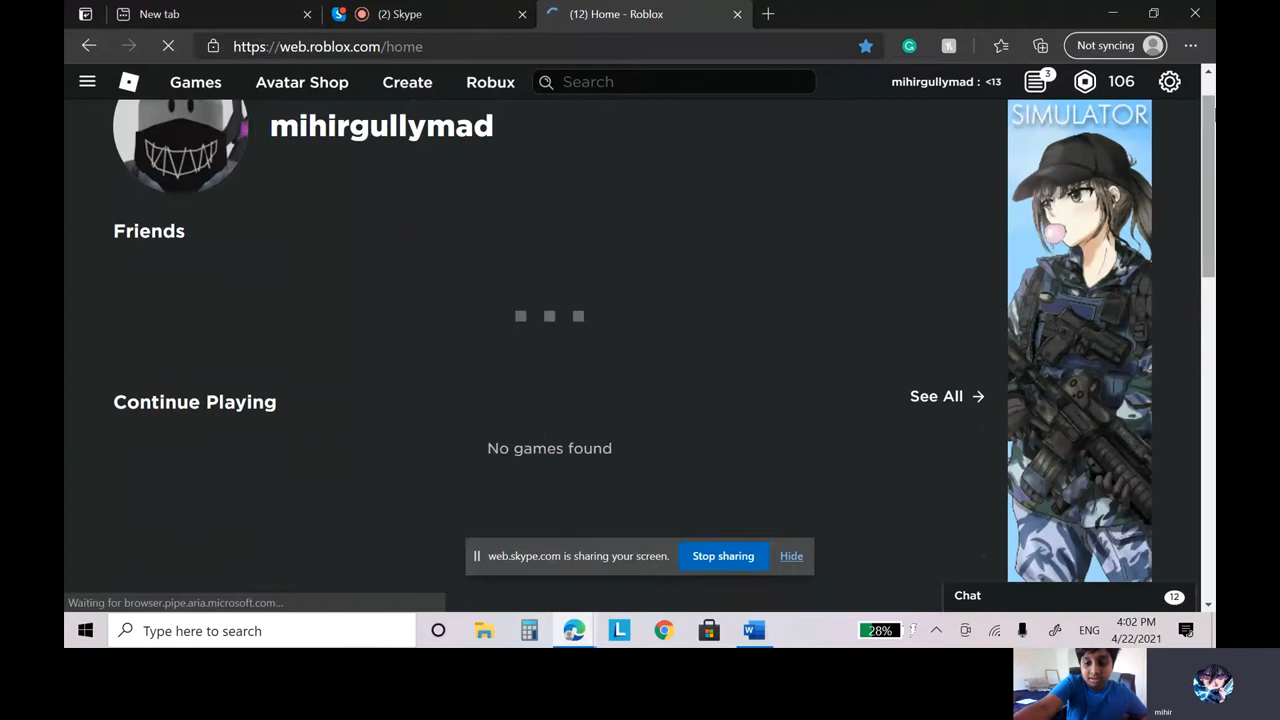 New tab
(2) Skype
(12) Home - Roblox
https://web.roblox.com/home
Not syncing
Games
Avatar Shop
Create
Robux
Search
mihirgullymad : <13
3
106
mihirgullymad
SIMULATOR
Friends
Continue Playing
See All
No games found
web.skype.com is sharing your screen.
Stop sharing
Hide
Waiting for browser.pipe.aria.microsoft.com...
Chat
12
Type here to search
L
W
28%
ENG
4:02 PM
4/22/2021
mihir